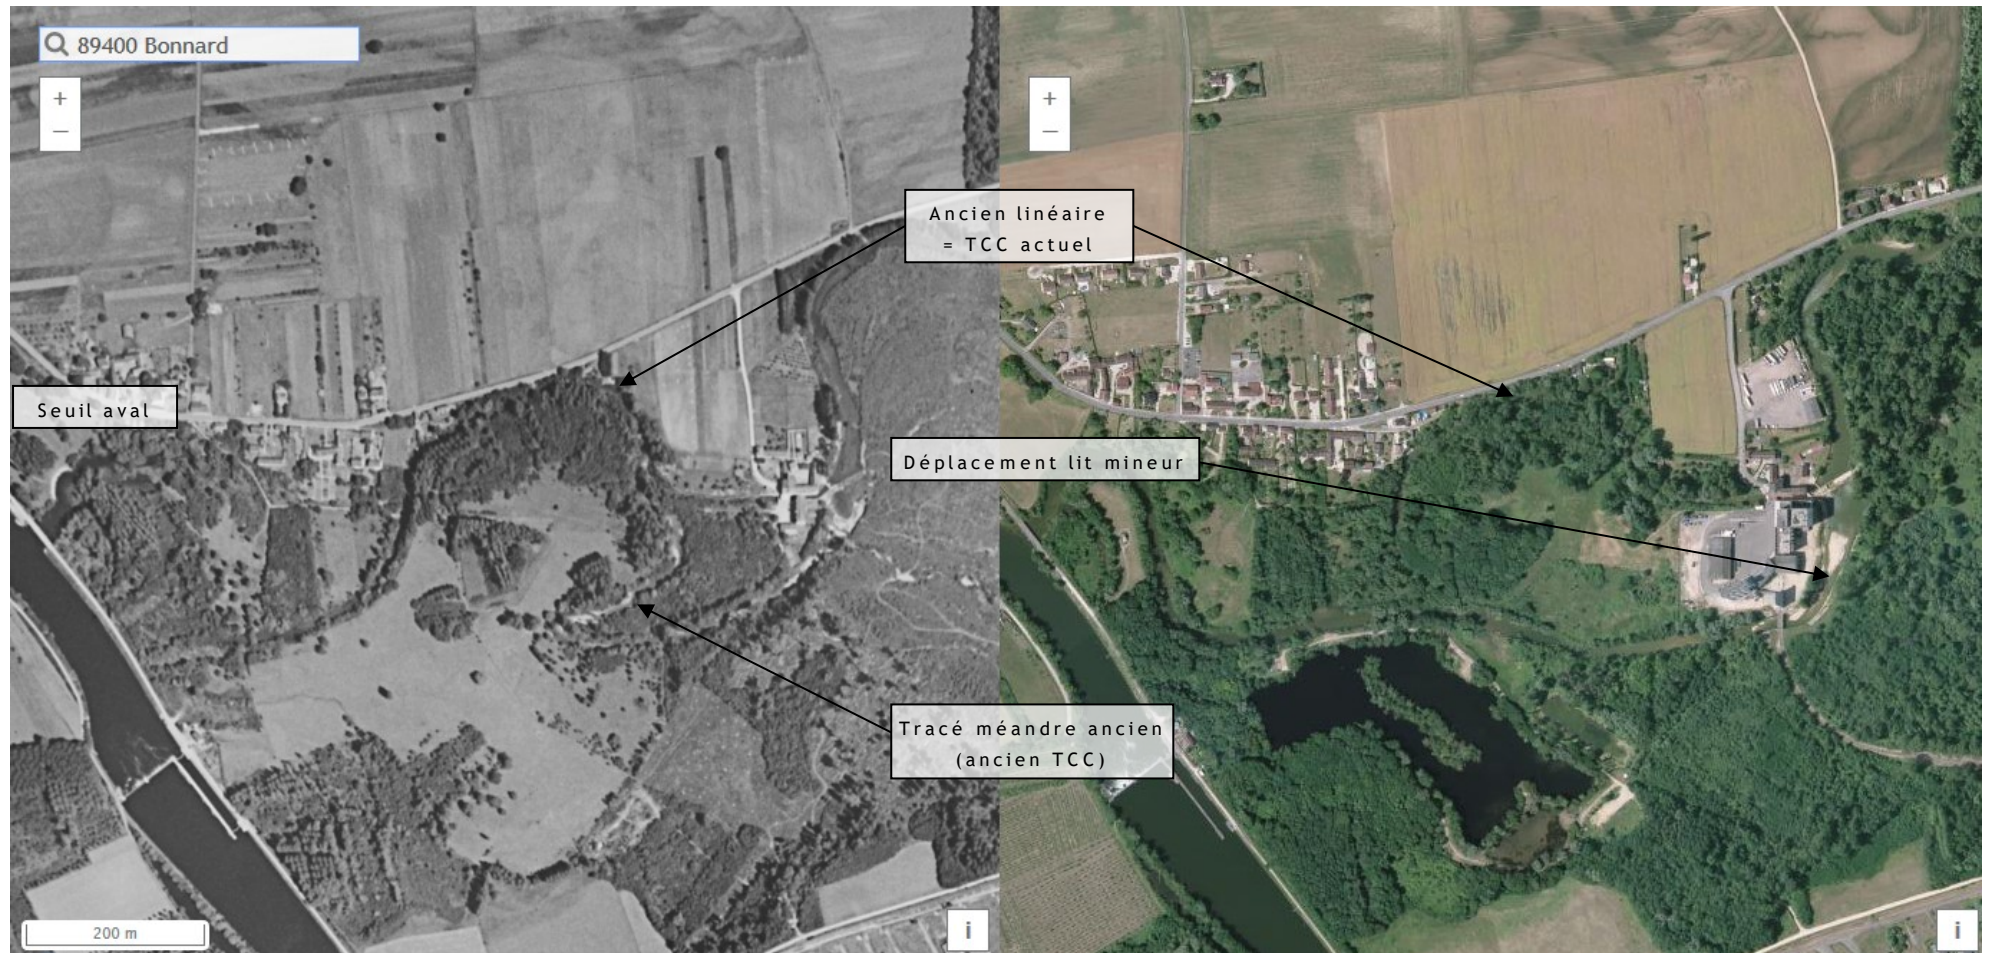 89400 Bonnard
+
–
+
–
Ancien linéaire
= TCC actuel
Seuil aval
Déplacement lit mineur
Tracé méandre ancien
(ancien TCC)
200 m
i
i